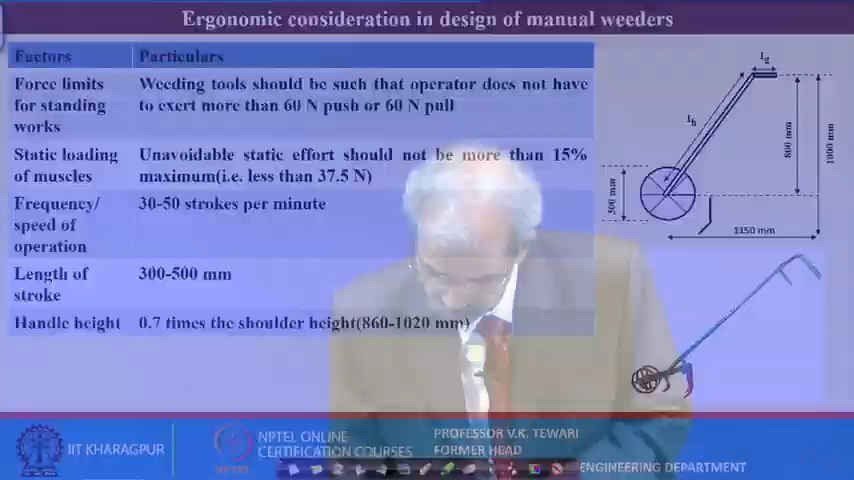 Ergonomic consideration in design of manual weeders
Factors Particulars
Force limits for standing works
Weeding tools should be such that operator does not have
to exert more than 60 N push or 60 N pull
Static loading of muscles
Unavoidable static effort should not be more than 15%
maximum(i.e. less than 37.5 N)
Frequency/ speed of operation
30-50 strokes per minute
Length of stroke
300-500 mm
Handle height 0.7 times the shoulder height(860-1020 mm)
lg
lh
800 mm
1000 mm
300 mm
1150 mm
IIT KHARAGPUR
NPTEL
NPTEL ONLINE
CERTIFICATION COURSES
PROFESSOR V.K. TEWARI
FORMER HEAD
ENGINEERING DEPARTMENT